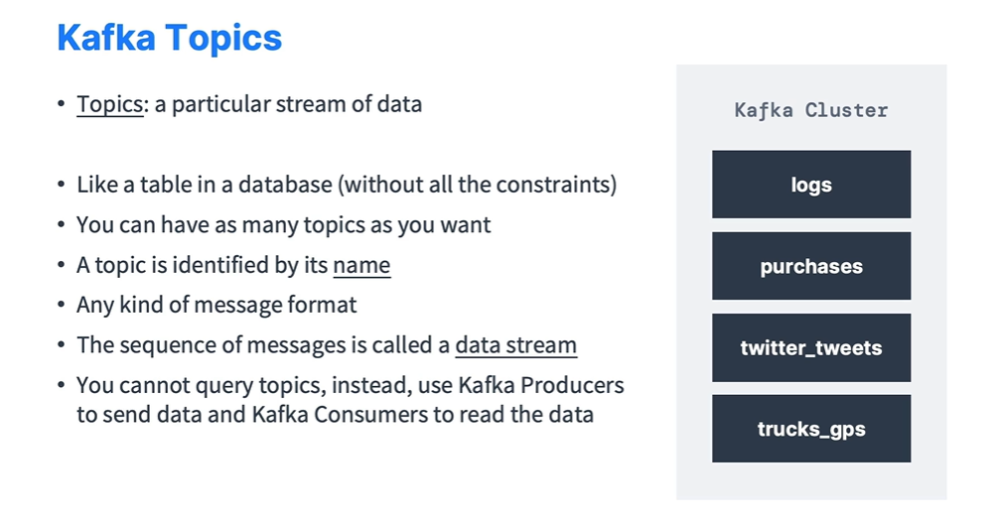 Kafka Topics
• Topics: a particular stream of data
• Like a table in a database (without all the constraints)
• You can have as many topics as you want
• A topic is identified by its name
• Any kind of message format
• The sequence of messages is called a data stream
• You cannot query topics, instead, use Kafka Producers
to send data and Kafka Consumers to read the data
Kafka Cluster
logs
purchases
twitter_tweets
trucks_gps